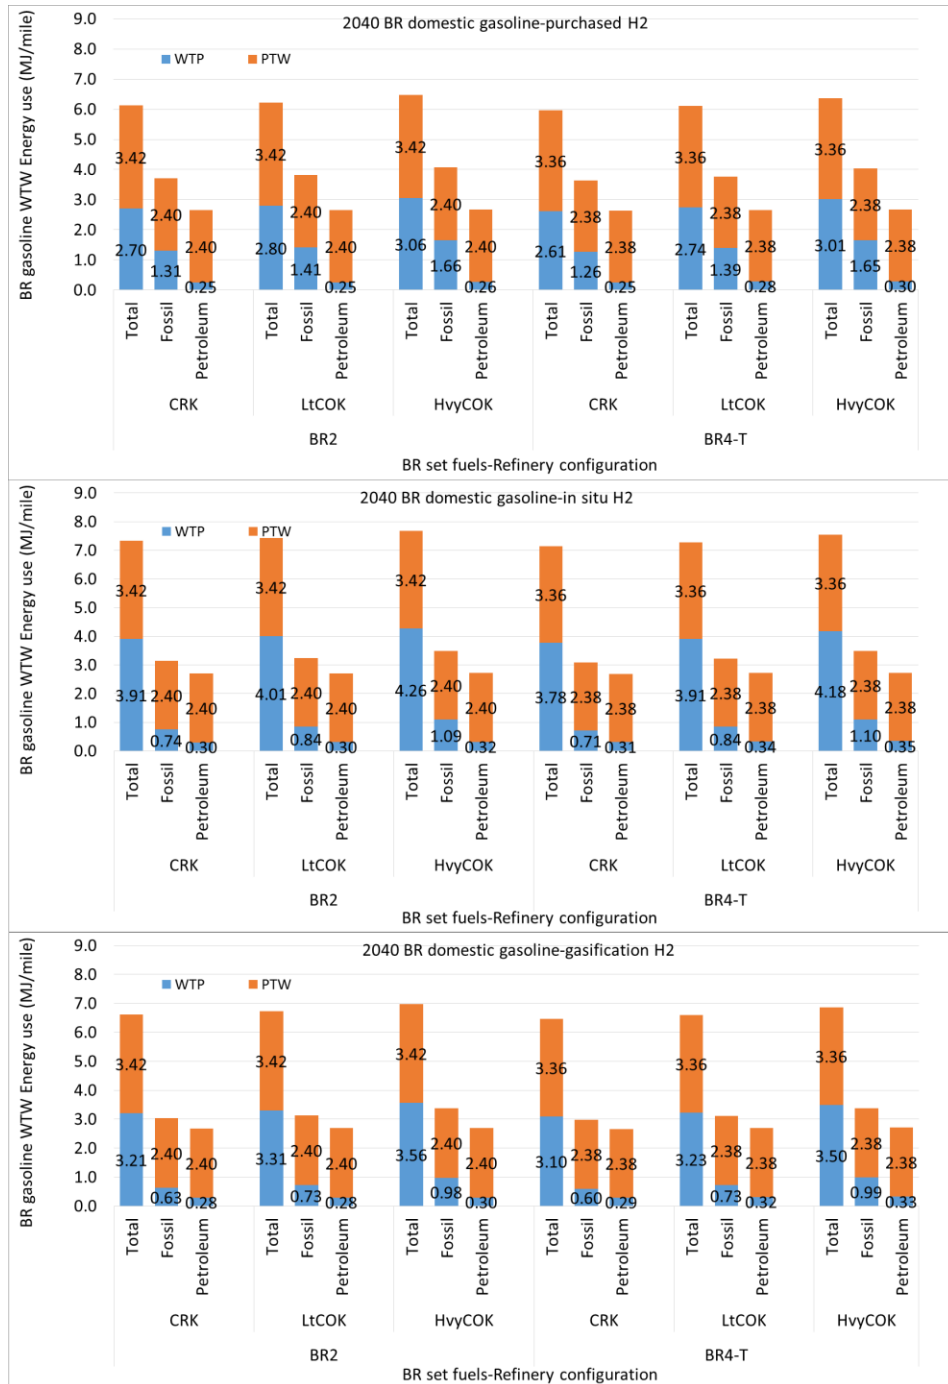 2040 BR domestic gasoline-purchased H2
WTP PTW
BR gasoline WTW Energy use (MJ/mile)
9.0
8.0
7.0
6.0
5.0
4.0
3.0
2.0
1.0
0.0
3.42 3.42 3.42 3.36 3.36 3.36
2.40 2.40 2.40 2.40 2.40 2.40 2.38 2.38 2.38 2.38 2.38 2.38
2.70 1.31 0.25 2.80 1.41 0.25 3.06 1.66 0.26 2.61 1.26 0.25 2.74 1.39 0.28 3.01 1.65 0.30
Total Fossil Petroleum Total Fossil Petroleum Total Fossil Petroleum Total Fossil Petroleum Total Fossil Petroleum Total Fossil Petroleum
CRK LtCOK HvyCOK CRK LtCOK HvyCOK
BR2 BR4-T
BR set fuels-Refinery configuration
2040 BR domestic gasoline-in situ H2
WTP PTW
BR gasoline WTW Energy use (MJ/mile)
9.0
8.0
7.0
6.0
5.0
4.0
3.0
2.0
1.0
0.0
3.42 3.42 3.42 3.36 3.36 3.36
2.40 2.40 2.40 2.40 2.40 2.40 2.38 2.38 2.38 2.38 2.38 2.38
3.91 0.74 0.30 4.01 0.84 0.30 4.26 1.09 0.32 3.78 0.71 0.31 3.91 0.84 0.34 4.18 1.10 0.35
Total Fossil Petroleum Total Fossil Petroleum Total Fossil Petroleum Total Fossil Petroleum Total Fossil Petroleum Total Fossil Petroleum
CRK LtCOK HvyCOK CRK LtCOK HvyCOK
BR2 BR4-T
BR set fuels-Refinery configuration
2040 BR domestic gasoline-gasification H2
WTP PTW
BR gasoline WTW Energy use (MJ/mile)
9.0
8.0
7.0
6.0
5.0
4.0
3.0
2.0
1.0
0.0
3.42 3.42 3.42 3.36 3.36 3.36
2.40 2.40 2.40 2.40 2.40 2.40 2.38 2.38 2.38 2.38 2.38 2.38
3.21 0.63 0.28 3.31 0.73 0.28 3.56 0.98 0.30 3.10 0.60 0.29 3.23 0.73 0.32 3.50 0.99 0.33
Total Fossil Petroleum Total Fossil Petroleum Total Fossil Petroleum Total Fossil Petroleum Total Fossil Petroleum Total Fossil Petroleum
CRK LtCOK HvyCOK CRK LtCOK HvyCOK
BR2 BR4-T
BR set fuels-Refinery configuration